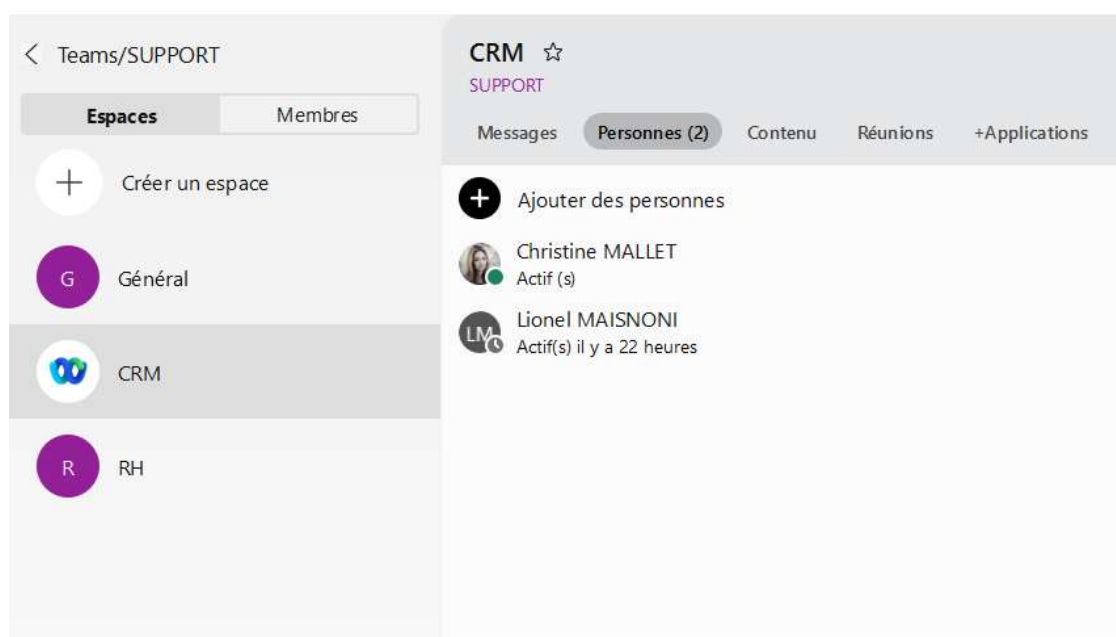 Teams/SUPPORT
Espaces Membres
Créer un espace
G Général
CRM
R RH
CRM
SUPPORT
Messages Personnes (2) Contenu Réunions +Applications
Ajouter des personnes
Christine MALLET
Actif (s)
LM Lionel MAISNONI
Actif(s) il y a 22 heures